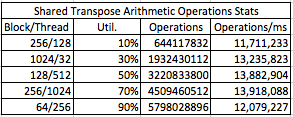 Shared Transpose Arithmetic Operations Stats
Block/Thread Util. Operations Operations/ms
256/128 10% 644117832 11,711,233
1024/32 30% 1932430112 13,235,823
128/512 50% 3220833800 13,882,904
256/1024 70% 4509460512 13,918,088
64/256 90% 5798028896 12,079,227